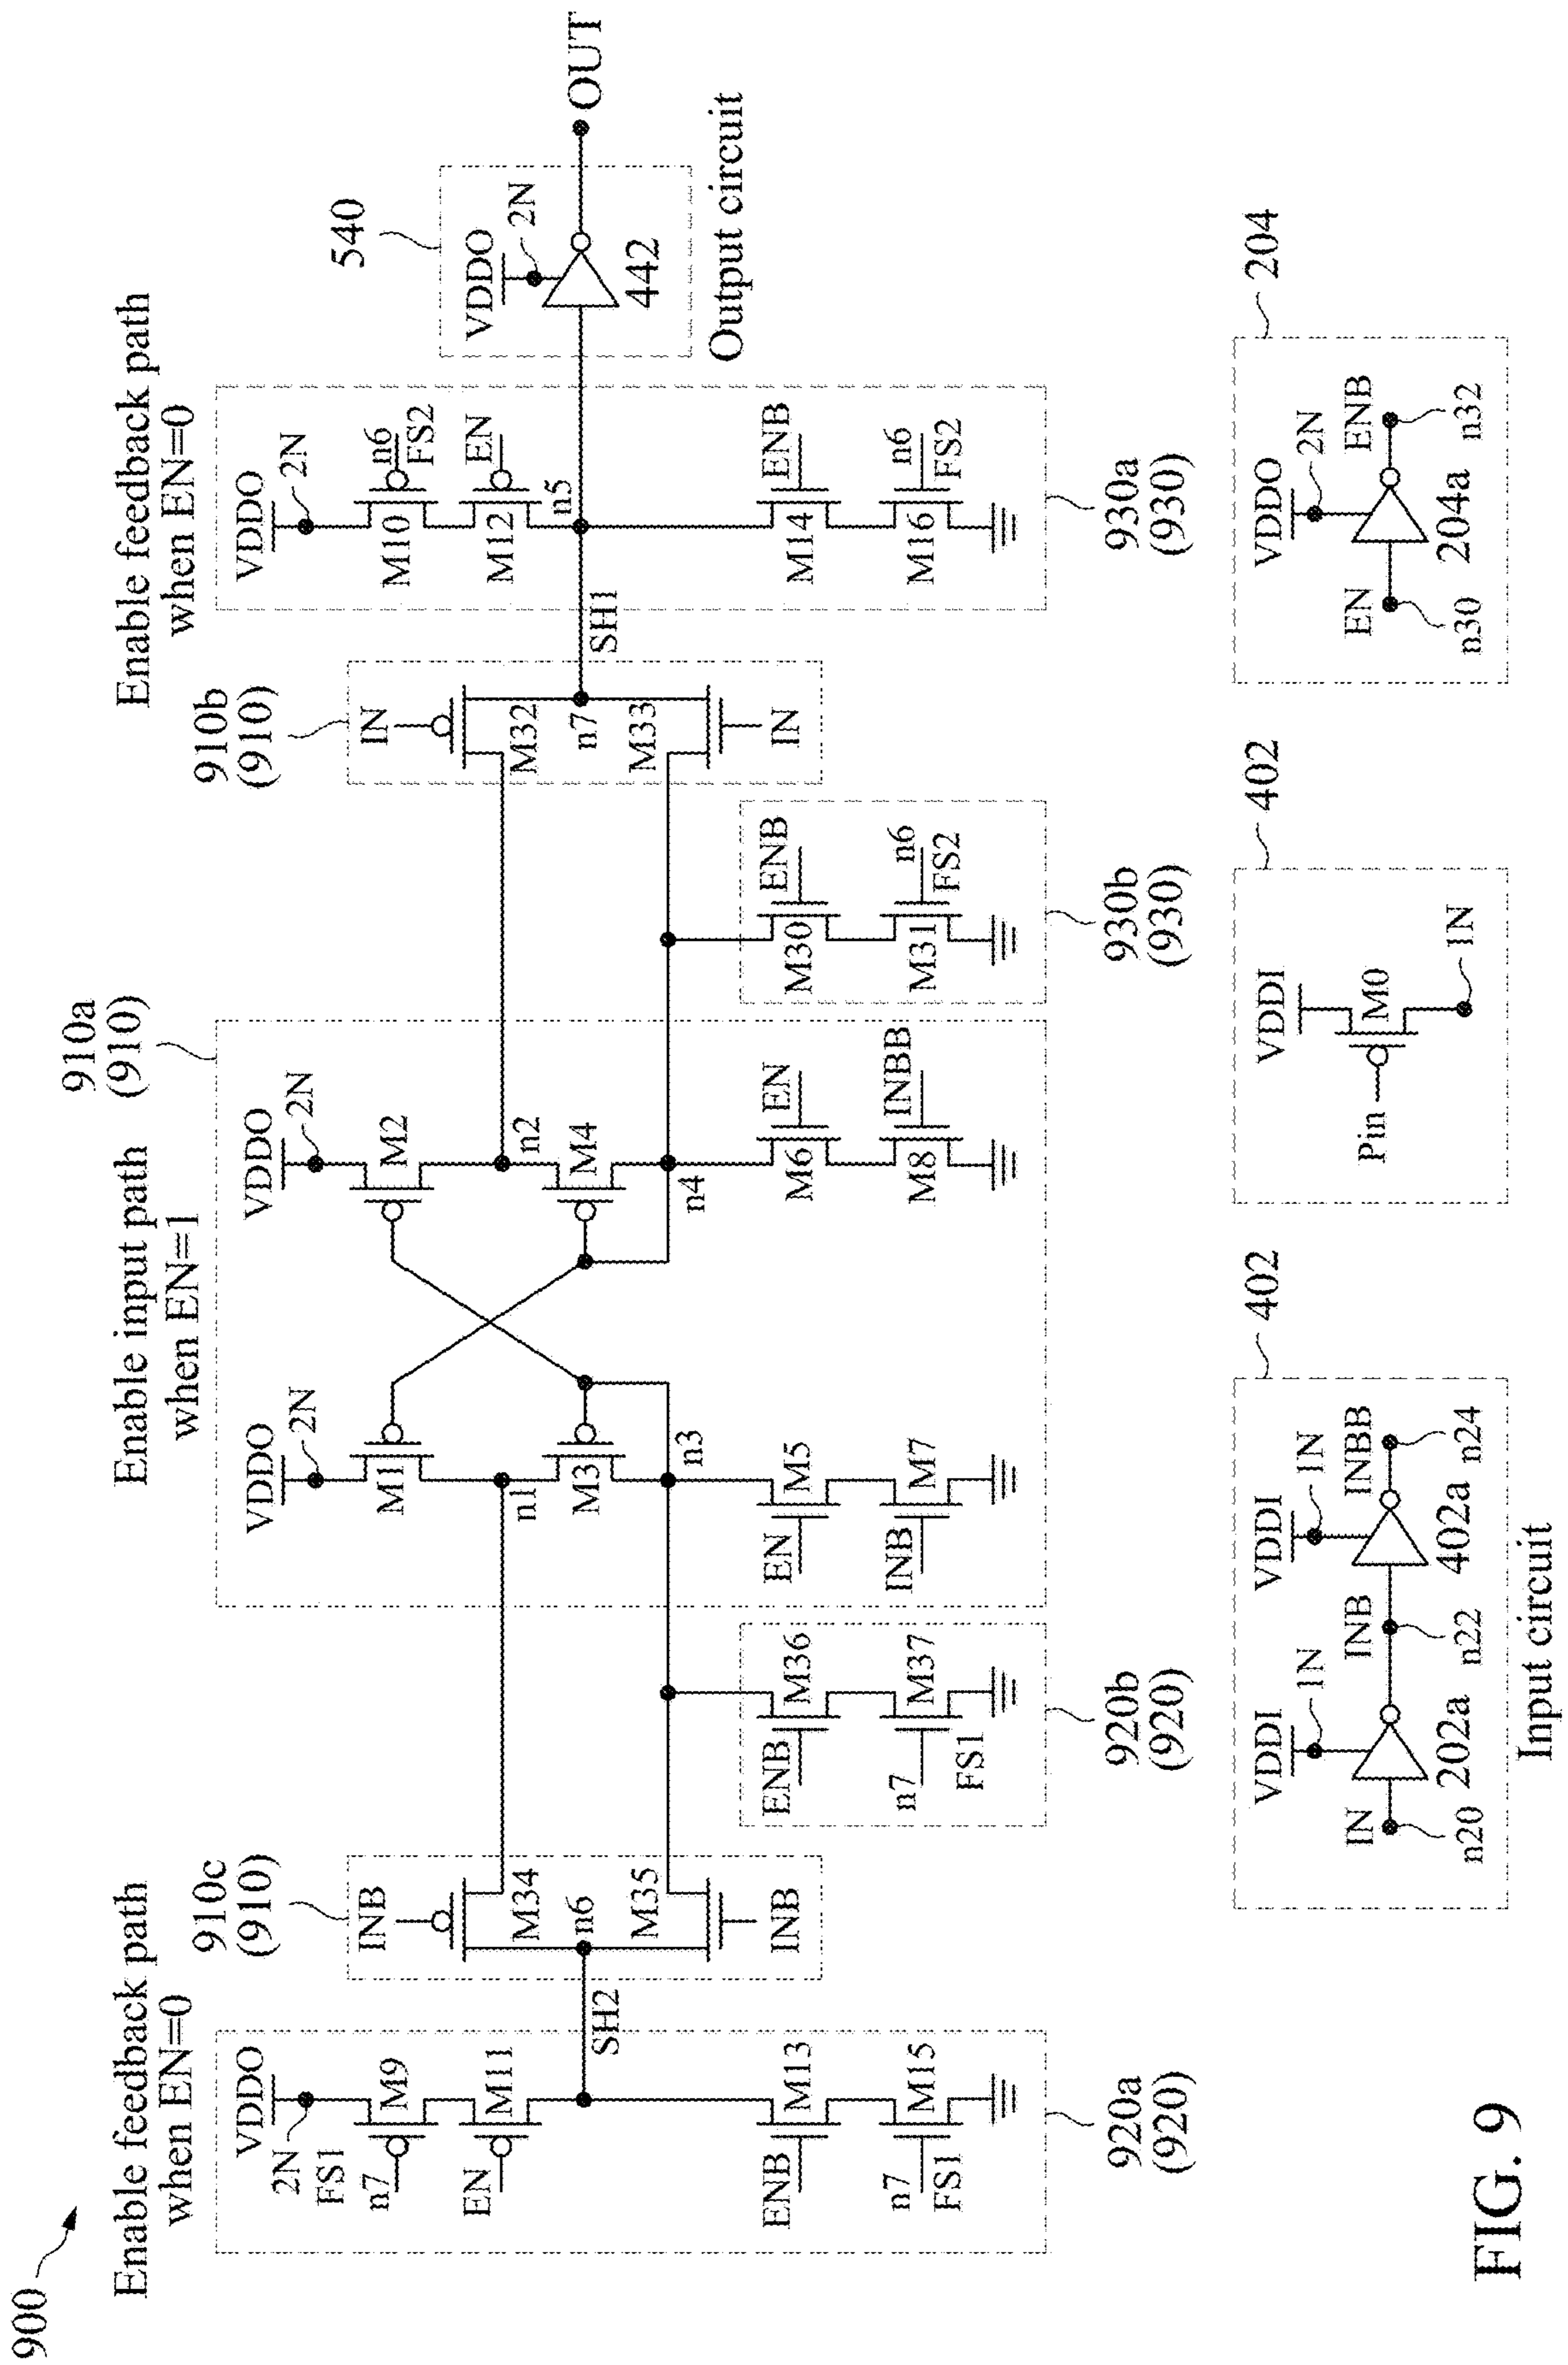 900
Enable feedback path
when EN=0
Enable input path
when EN=1
Enable feedback path
when EN=0
910a
(910)
910c
(910)
910b
(910)
540
VDDO
2N
FS1
n7
M9
EN
M11
SH2
ENB
M13
n7
FS1
M15
920a
(920)
INB
M34
n6
M35
INB
ENB
M36
n7
FS1
M37
920b
(920)
VDDO
2N
M1
n1
M3
n3
EN
M5
INB
M7
VDDO
2N
M2
n2
M4
n4
EN
M6
INBB
M8
ENB
M30
n6
FS2
M31
930b
(930)
IN
M32
n7
M33
IN
SH1
VDDO
2N
n6
FS2
M10
EN
M12
n5
ENB
M14
n6
FS2
M16
930a
(930)
VDDO
2N
442
OUT
Output circuit
402
VDDI
1N
VDDI
1N
IN
INB
INBB
n20
202a
n22
402a
n24
Input circuit
402
VDDI
Pin
M0
1N
204
VDDO
2N
EN
ENB
n30
204a
n32
FIG. 9